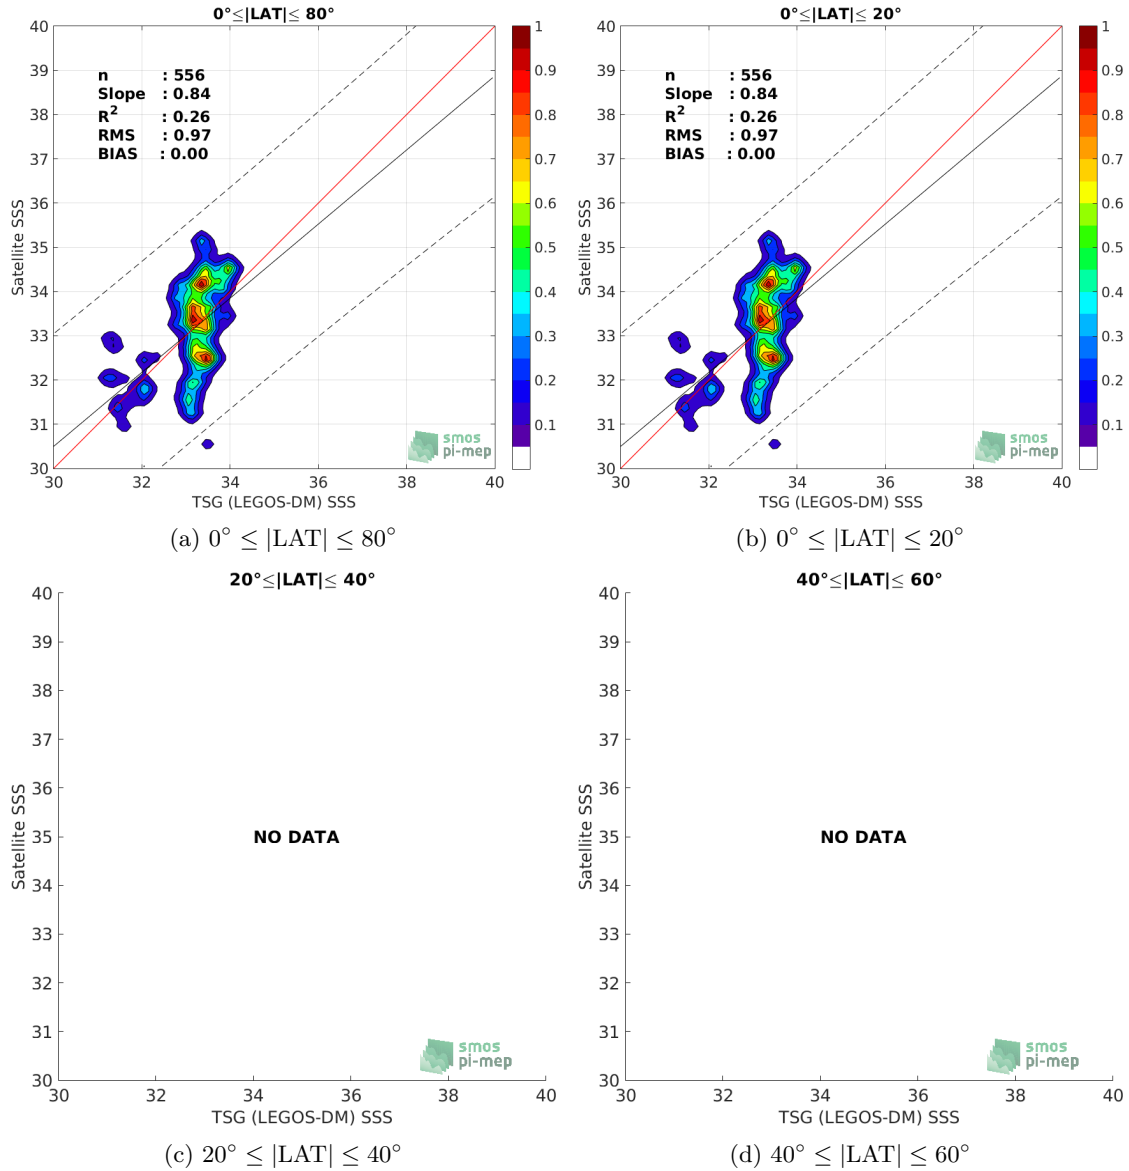 0°≤|LAT|≤ 80°
40
39
38
37
36
35
34
33
32
31
30
Satellite SSS
n : 556
Slope : 0.84
R² : 0.26
RMS : 0.97
BIAS : 0.00
smos
pi-mep
30 32 34 36 38 40
TSG (LEGOS-DM) SSS
1
0.9
0.8
0.7
0.6
0.5
0.4
0.3
0.2
0.1
(a) 0° ≤ |LAT| ≤ 80°
0°≤|LAT|≤ 20°
40
39
38
37
36
35
34
33
32
31
30
Satellite SSS
n : 556
Slope : 0.84
R² : 0.26
RMS : 0.97
BIAS : 0.00
smos
pi-mep
30 32 34 36 38 40
TSG (LEGOS-DM) SSS
1
0.9
0.8
0.7
0.6
0.5
0.4
0.3
0.2
0.1
(b) 0° ≤ |LAT| ≤ 20°
20°≤|LAT|≤ 40°
40
39
38
37
36
35
34
33
32
31
30
Satellite SSS
NO DATA
smos
pi-mep
30 32 34 36 38 40
TSG (LEGOS-DM) SSS
(c) 20° ≤ |LAT| ≤ 40°
40°≤|LAT|≤ 60°
40
39
38
37
36
35
34
33
32
31
30
Satellite SSS
NO DATA
smos
pi-mep
30 32 34 36 38 40
TSG (LEGOS-DM) SSS
(d) 40° ≤ |LAT| ≤ 60°